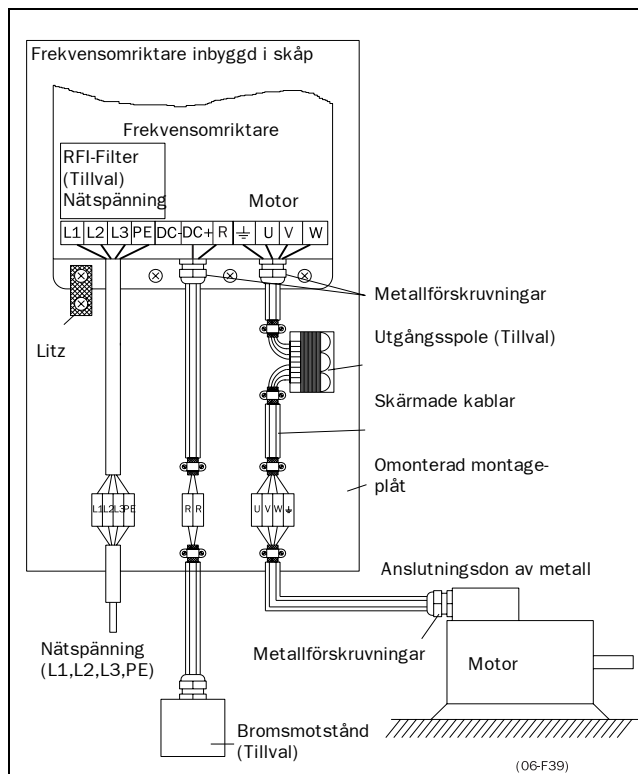 Frekvensomriktare inbyggd i skåp
Frekvensomriktare
RFI-Filter
(Tillval)
Nätspänning
Motor
L1 L2 L3 PE DC- DC+ R U V W
Metallförskruvningar
Litz
Utgångsspole (Tillval)
Skärmade kablar
Omonterad montage-
plåt
L1 L2 L3 PE
R R
U V W
Anslutningsdon av metall
Nätspänning
(L1,L2,L3,PE)
Metallförskruvningar
Motor
Bromsmotstånd
(Tillval)
(06-F39)